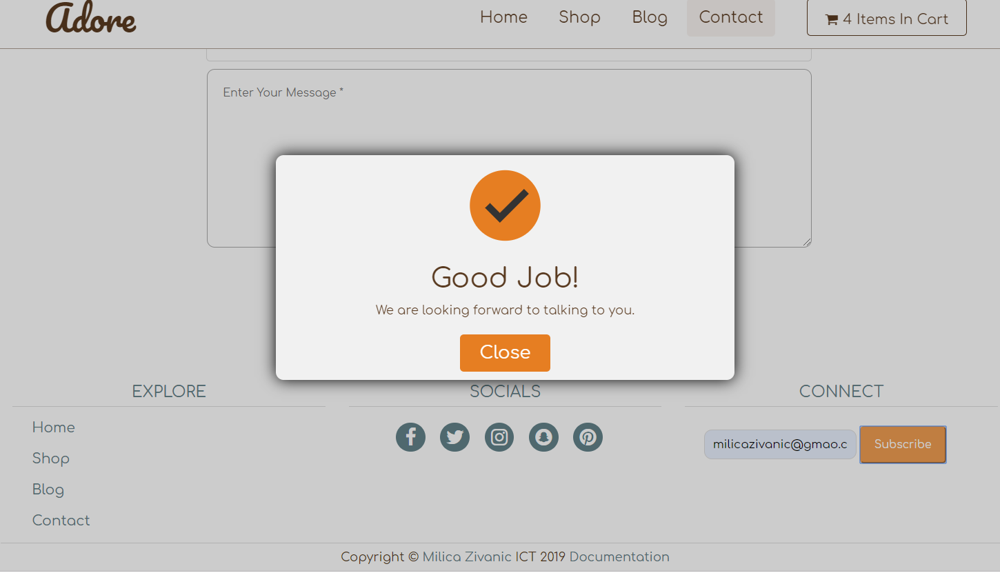 Adore
Home Shop Blog Contact 4 Items In Cart
Enter Your Message *
Good Job!
We are looking forward to talking to you.
Close
EXPLORE
Home
Shop
Blog
Contact
SOCIALS
CONNECT
milicazivanic@gmao.c Subscribe
Copyright © Milica Zivanic ICT 2019 Documentation